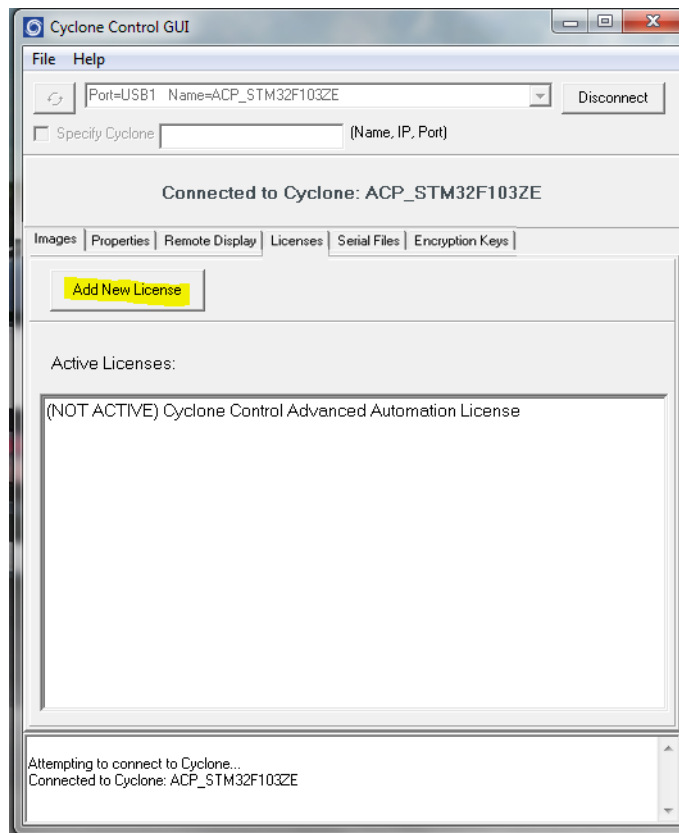 Cyclone Control GUI
File Help
Port=USB1 Name=ACP_STM32F103ZE Disconnect
Specify Cyclone (Name, IP, Port)
Connected to Cyclone: ACP_STM32F103ZE
Images Properties Remote Display Licenses Serial Files Encryption Keys
Add New License
Active Licenses:
(NOT ACTIVE) Cyclone Control Advanced Automation License
Attempting to connect to Cyclone...
Connected to Cyclone: ACP_STM32F103ZE